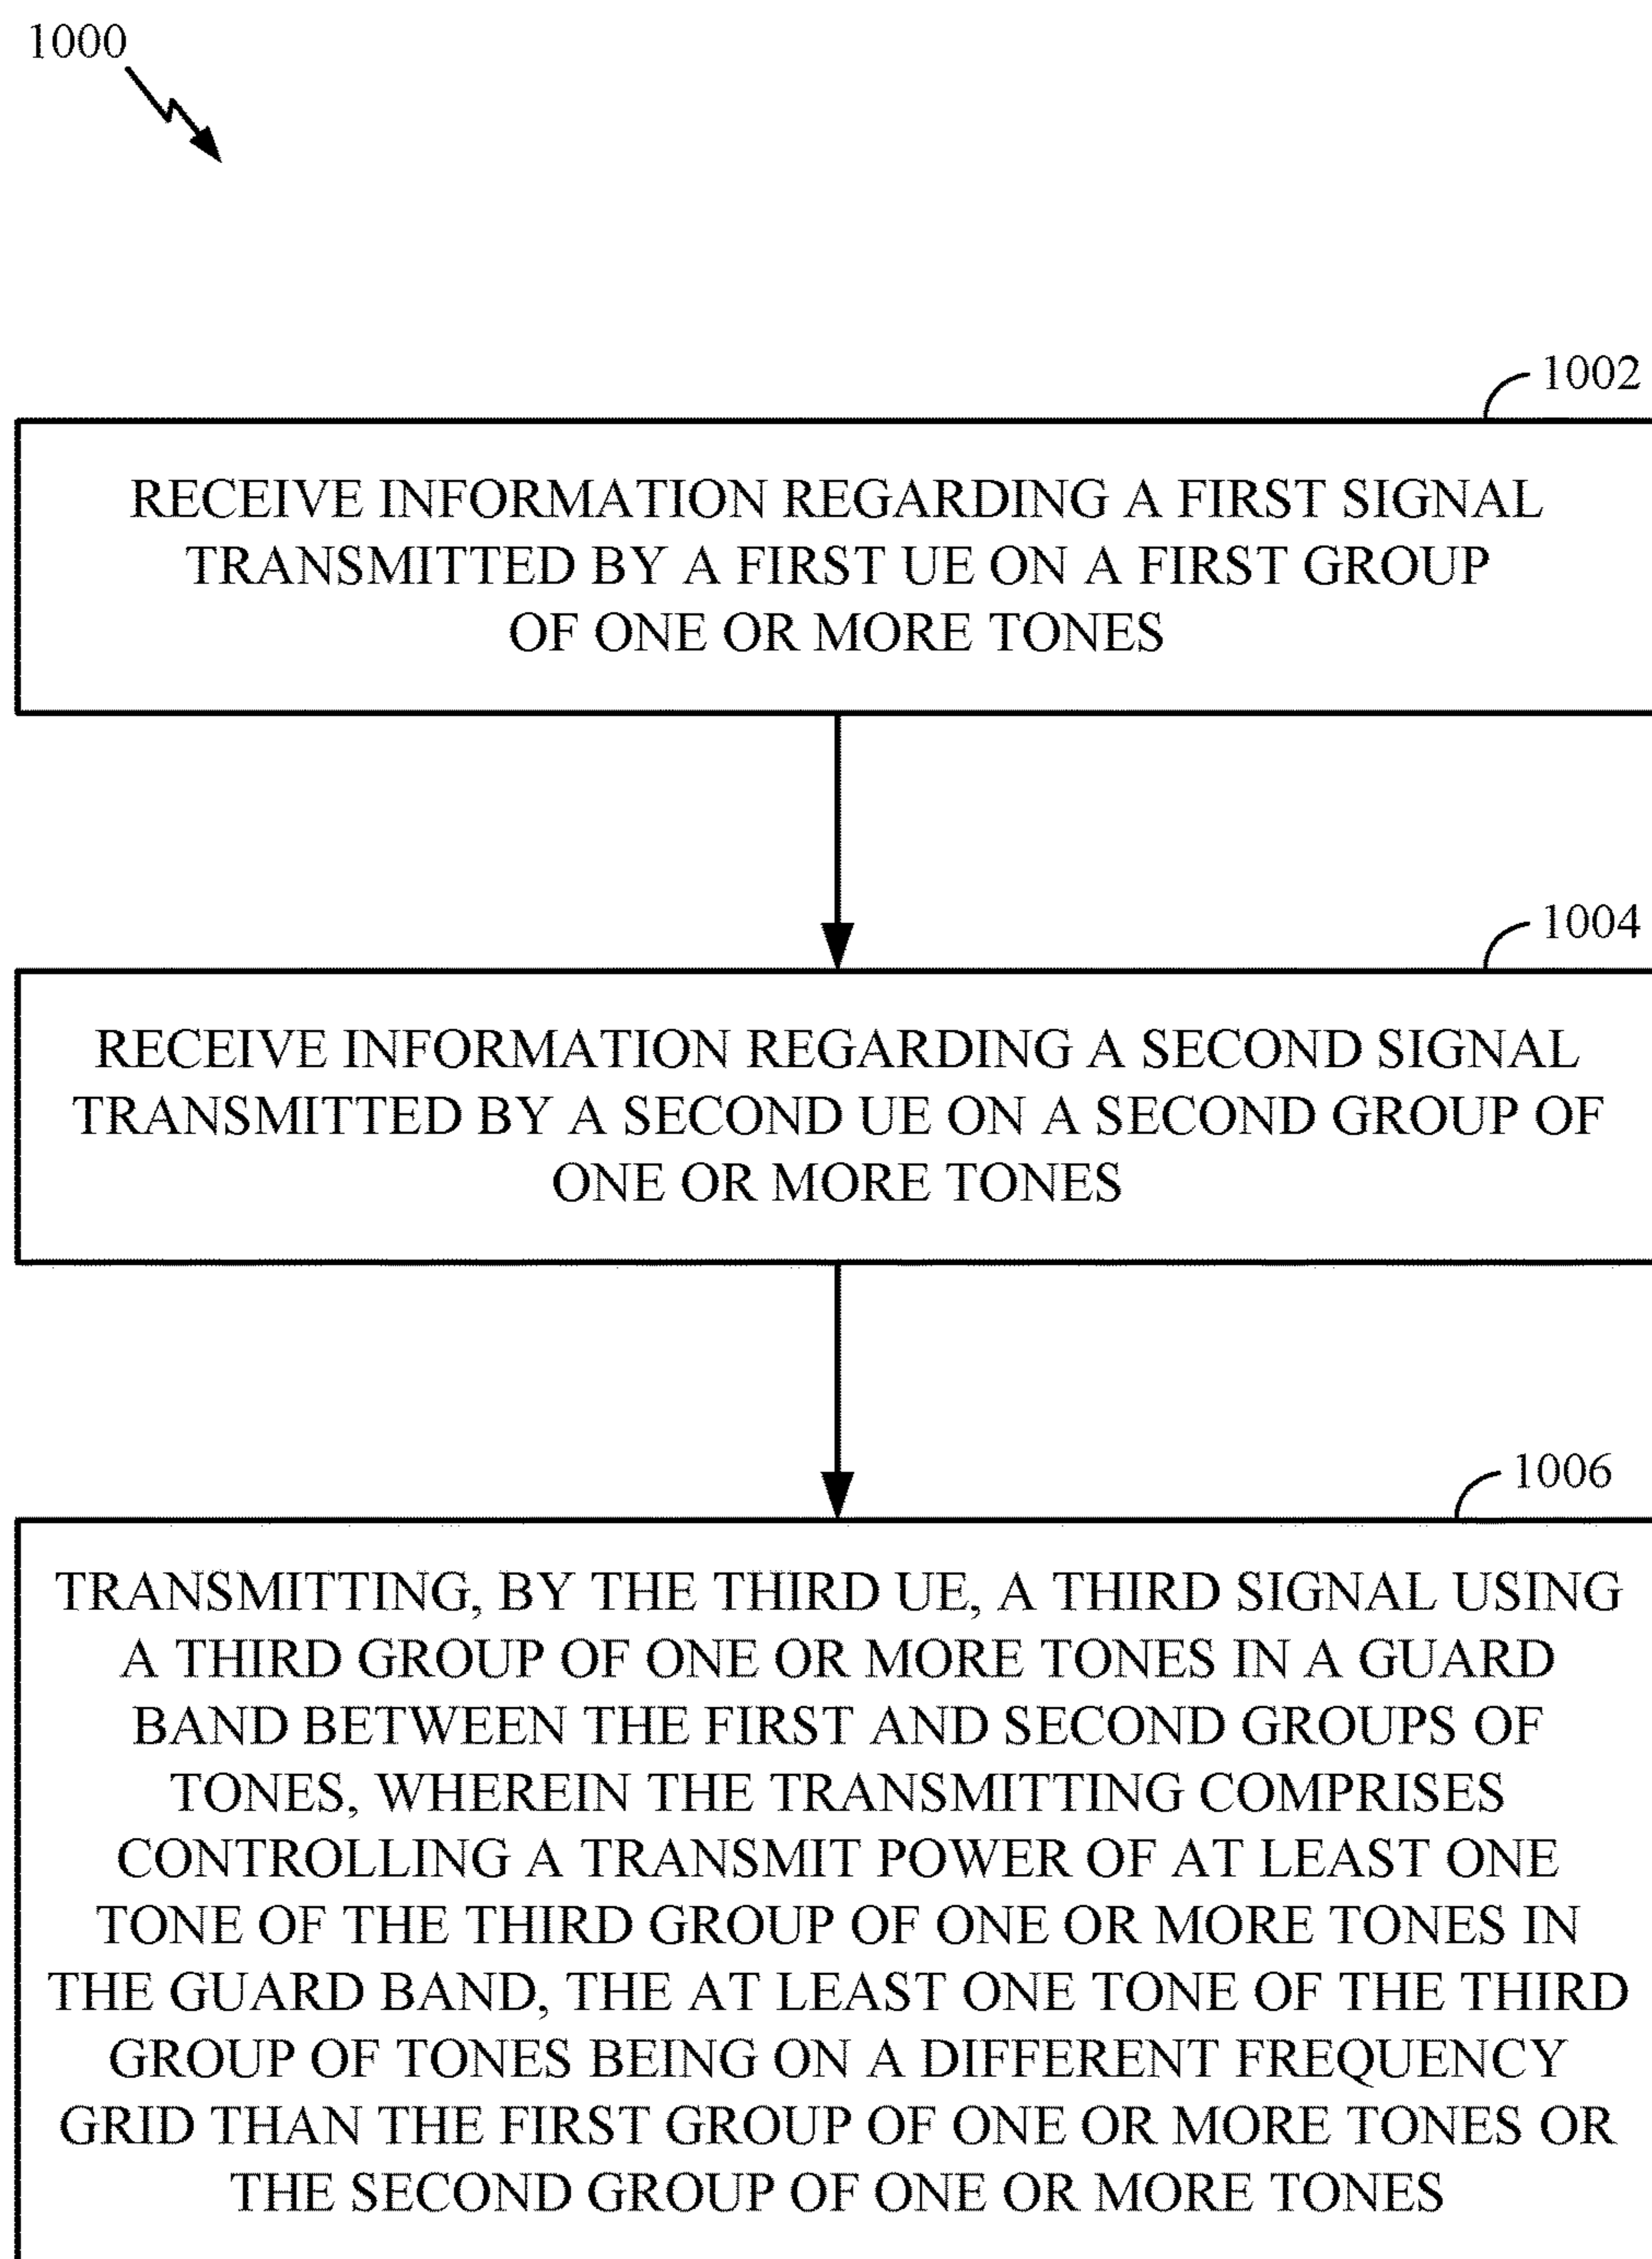 1000
1002
RECEIVE INFORMATION REGARDING A FIRST SIGNAL
TRANSMITTED BY A FIRST UE ON A FIRST GROUP
OF ONE OR MORE TONES
1004
RECEIVE INFORMATION REGARDING A SECOND SIGNAL
TRANSMITTED BY A SECOND UE ON A SECOND GROUP OF
ONE OR MORE TONES
1006
TRANSMITTING, BY THE THIRD UE, A THIRD SIGNAL USING
A THIRD GROUP OF ONE OR MORE TONES IN A GUARD
BAND BETWEEN THE FIRST AND SECOND GROUPS OF
TONES, WHEREIN THE TRANSMITTING COMPRISES
CONTROLLING A TRANSMIT POWER OF AT LEAST ONE
TONE OF THE THIRD GROUP OF ONE OR MORE TONES IN
THE GUARD BAND, THE AT LEAST ONE TONE OF THE THIRD
GROUP OF TONES BEING ON A DIFFERENT FREQUENCY
GRID THAN THE FIRST GROUP OF ONE OR MORE TONES OR
THE SECOND GROUP OF ONE OR MORE TONES